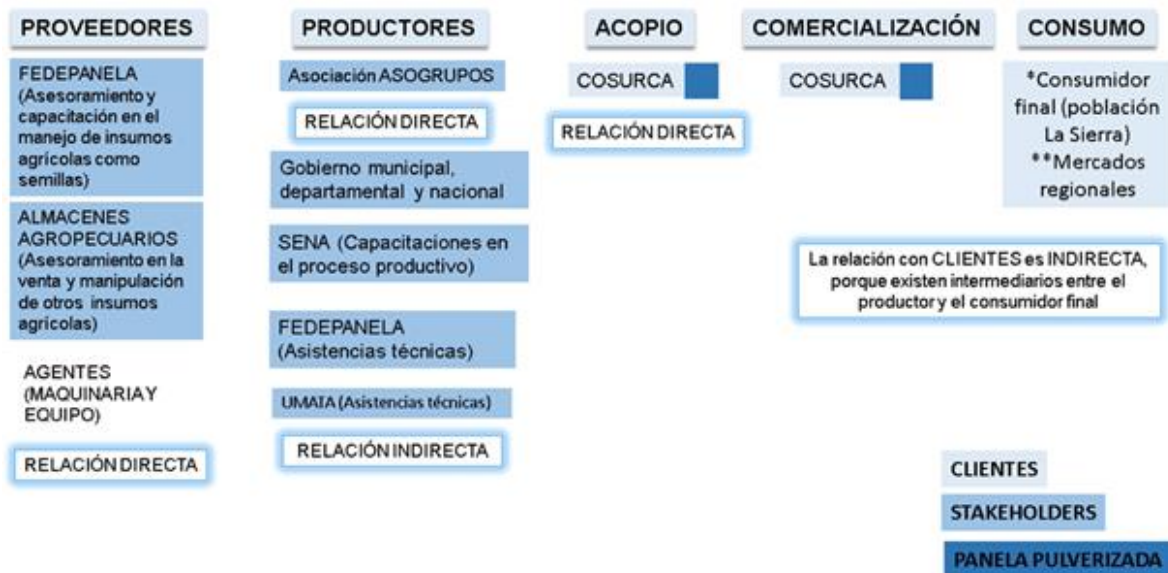 PROVEEDORES
FEDEPANELA
(Asesoramiento y
capacitación en el
manejo de insumos
agrícolas como
semillas)
ALMACENES
AGROPECUARIOS
(Asesoramiento en la
venta y manipulación
de otros insumos
agrícolas)
AGENTES
(MAQUINARIA Y
EQUIPO)
RELACIÓN DIRECTA
PRODUCTORES
Asociación ASOGRUPOS
RELACIÓN DIRECTA
Gobierno municipal,
departamental y nacional
SENA (Capacitaciones en
el proceso productivo)
FEDEPANELA
(Asistencias técnicas)
UMATA (Asistencias técnicas)
RELACIÓN INDIRECTA
ACOPIO
COSURCA
RELACIÓN DIRECTA
COMERCIALIZACIÓN
COSURCA
CONSUMO
*Consumidor
final (población
La Sierra)
**Mercados
regionales
La relación con CLIENTES es INDIRECTA,
porque existen intermediarios entre el
productor y el consumidor final
CLIENTES
STAKEHOLDERS
PANELA PULVERIZADA